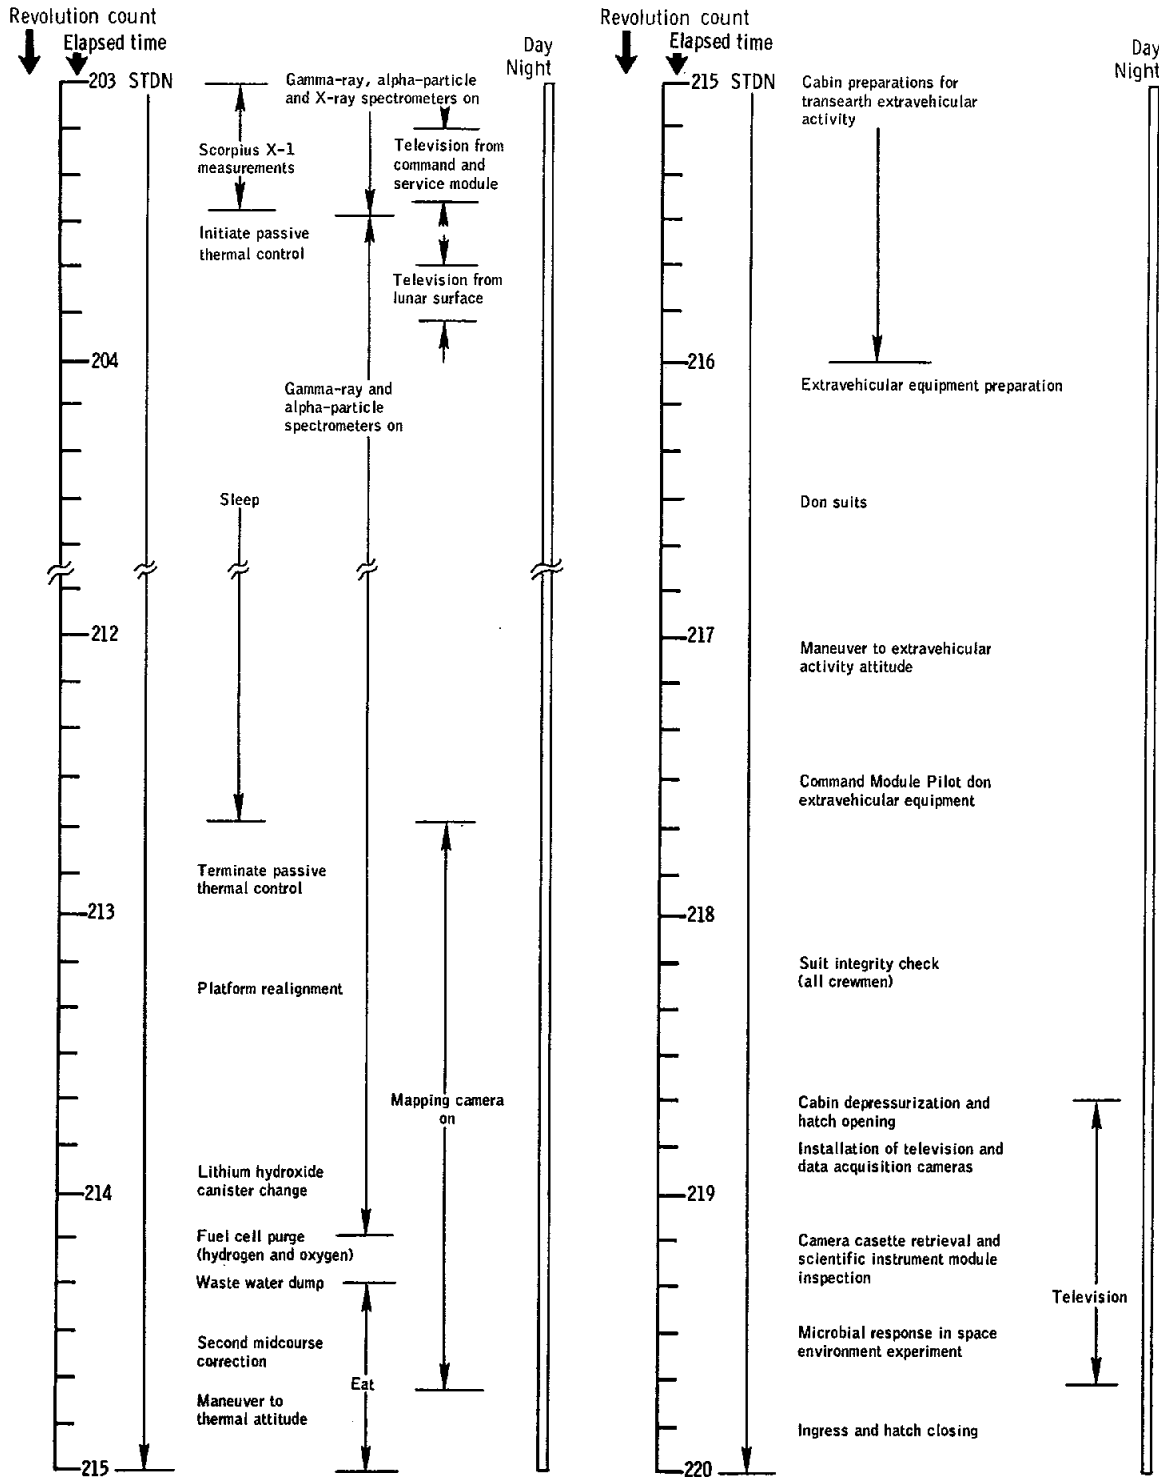 Revolution count
Elapsed time
Day
Night
203 STDN
Gamma-ray, alpha-particle
and X-ray spectrometers on
Scorpius X-1
measurements
Television from
command and
service module
Initiate passive
thermal control
Television from
lunar surface
204
Gamma-ray and
alpha-particle
spectrometers on
Sleep
212
Terminate passive
thermal control
213
Platform realignment
Mapping camera
on
Lithium hydroxide
canister change
214
Fuel cell purge
(hydrogen and oxygen)
Waste water dump
Second midcourse
correction
Eat
Maneuver to
thermal attitude
215
Revolution count
Elapsed time
Day
Night
215 STDN
Cabin preparations for
transearth extravehicular
activity
216
Extravehicular equipment preparation
Don suits
217
Maneuver to extravehicular
activity attitude
Command Module Pilot don
extravehicular equipment
218
Suit integrity check
(all crewmen)
Cabin depressurization and
hatch opening
Installation of television and
data acquisition cameras
219
Camera casette retrieval and
scientific instrument module
inspection
Television
Microbial response in space
environment experiment
Ingress and hatch closing
220